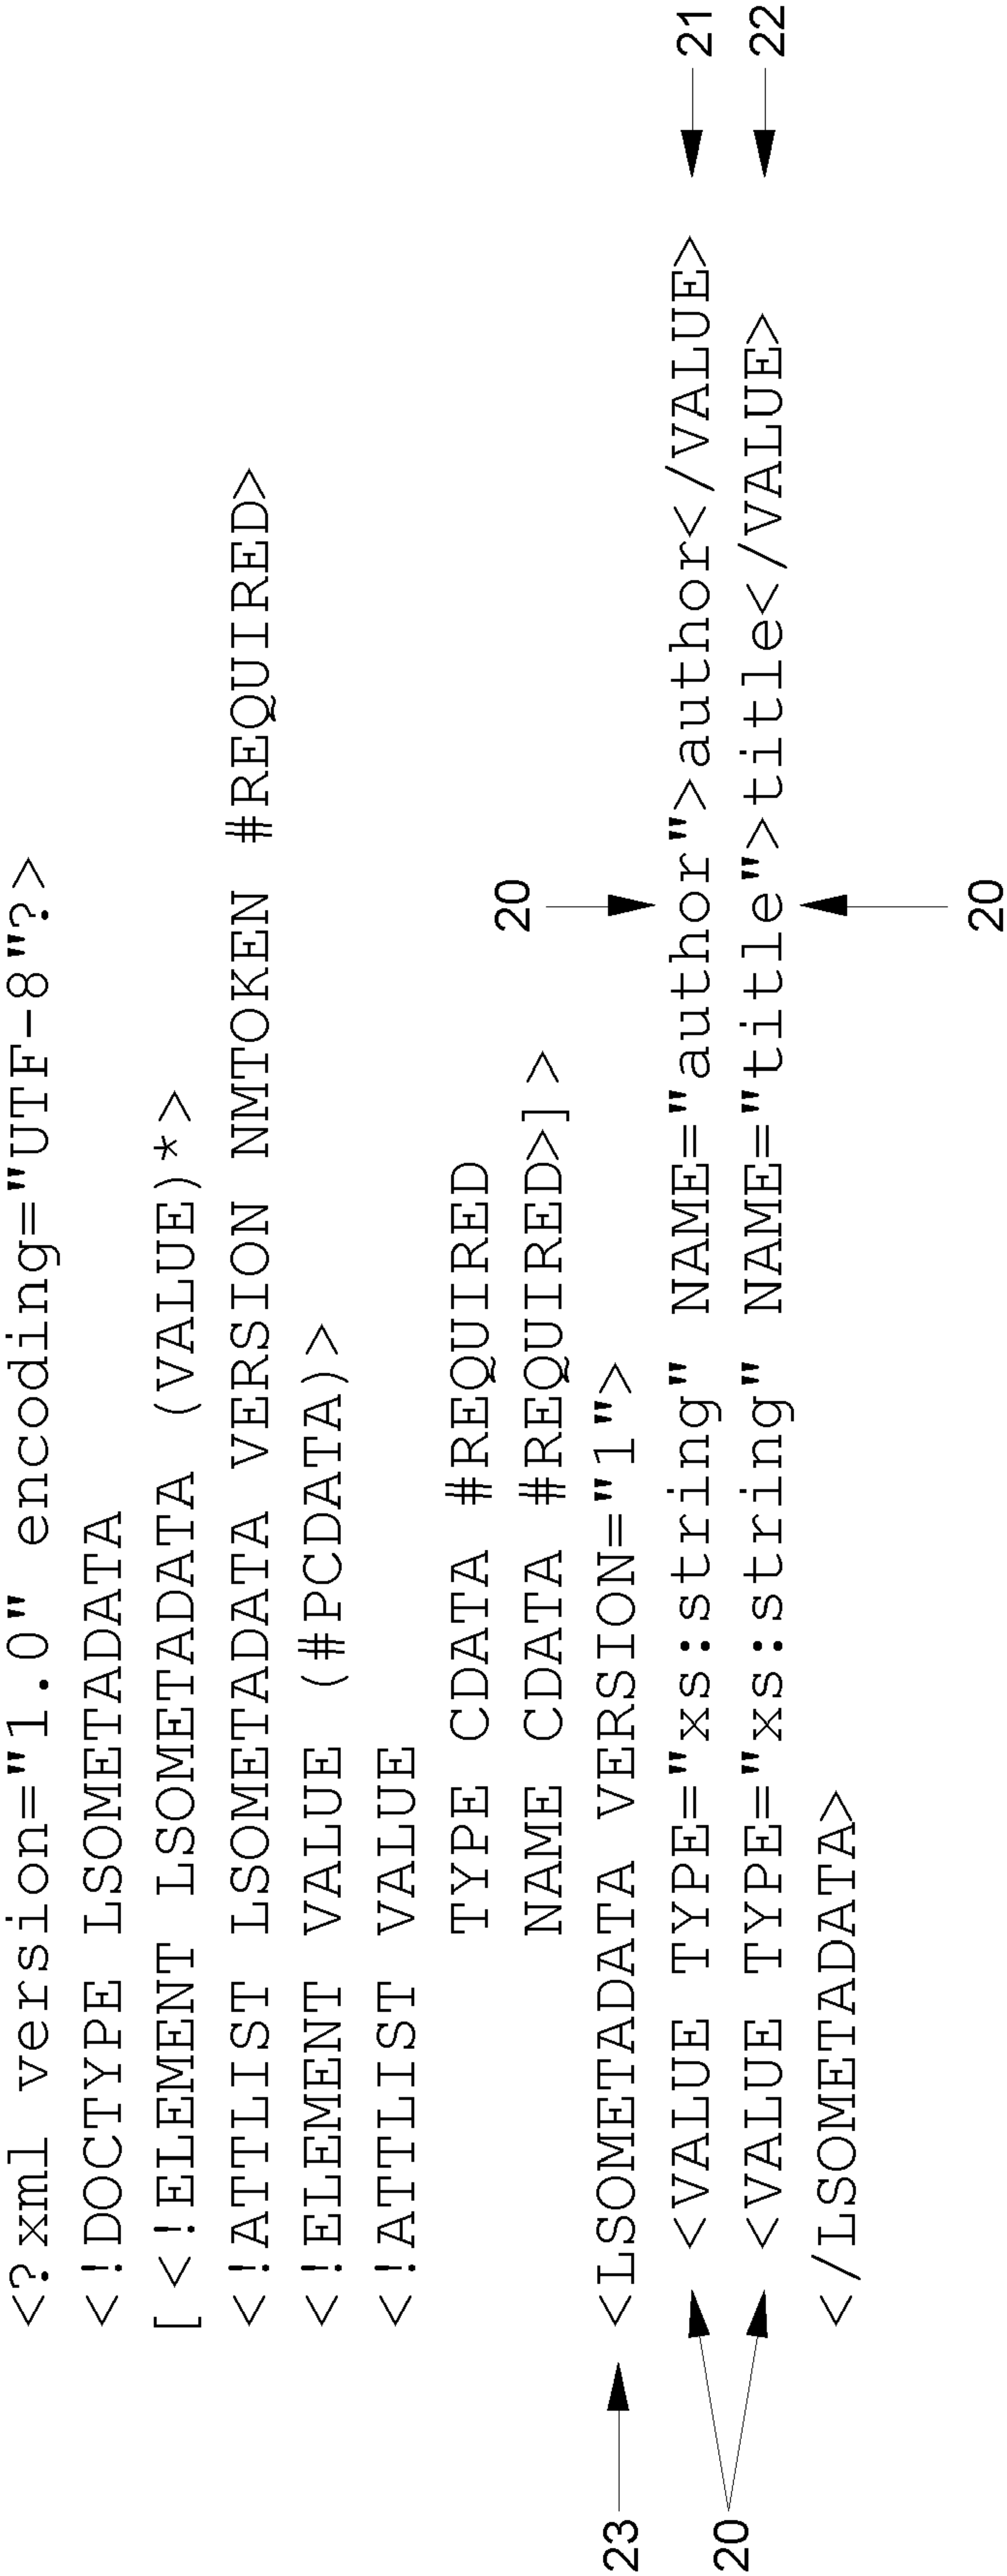 <?xml version="1.0" encoding="UTF-8"?>
<!DOCTYPE LSOMETADATA
[<!ELEMENT LSOMETADATA (VALUE)*>
<!ATTLIST LSOMETADATA VERSION NMTOKEN #REQUIRED>
<!ELEMENT VALUE (#PCDATA)>
<!ATTLIST VALUE
TYPE CDATA #REQUIRED
NAME CDATA #REQUIRED>]>
20
23 <LSOMETADATA VERSION="1">
<VALUE TYPE="xs:string" NAME="author">author</VALUE> 21
20
<VALUE TYPE="xs:string" NAME="title">title</VALUE> 22
</LSOMETADATA>
20